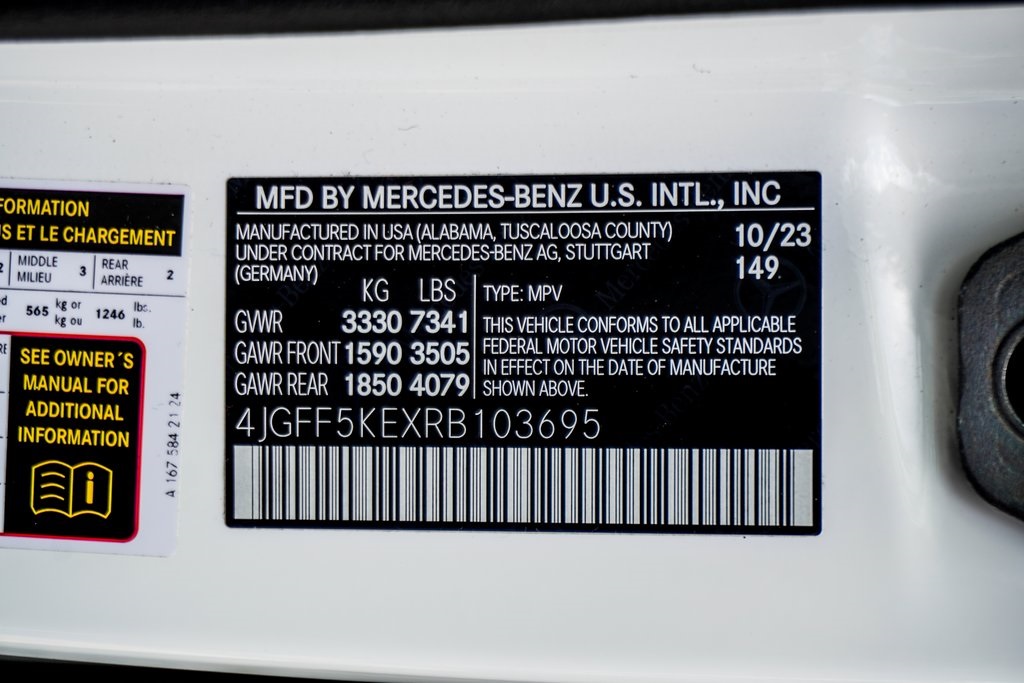 FORMATION
S ET LE CHARGEMENT
2 MIDDLE MILIEU 3 REAR ARRIÈRE 2
565 kg or kg ou 1246 lbs. lb.
SEE OWNER´S
MANUAL FOR
ADDITIONAL
INFORMATION
A 167 584 21 24
MFD BY MERCEDES-BENZ U.S. INTL., INC
MANUFACTURED IN USA (ALABAMA, TUSCALOOSA COUNTY)
UNDER CONTRACT FOR MERCEDES-BENZ AG, STUTTGART
(GERMANY)
10/23
149
KG LBS
GWWR 3330 7341
GAWR FRONT 1590 3505
GAWR REAR 1850 4079
TYPE: MPV
THIS VEHICLE CONFORMS TO ALL APPLICABLE
FEDERAL MOTOR VEHICLE SAFETY STANDARDS
IN EFFECT ON THE DATE OF MANUFACTURE
SHOWN ABOVE.
4JGFF5KEXRB103695